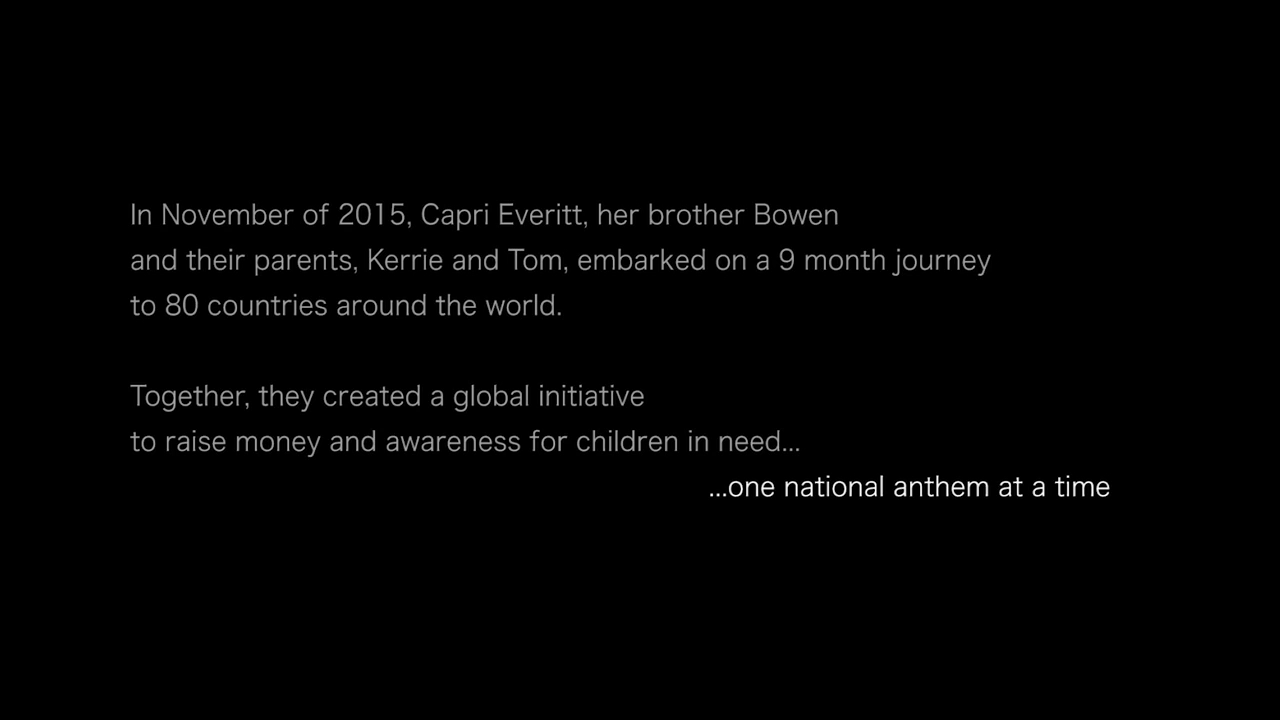 In November of 2015, Capri Everitt, her brother Bowen
and their parents, Kerrie and Tom, embarked on a 9 month journey
to 80 countries around the world.
Together, they created a global initiative
to raise money and awareness for children in need...
...one national anthem at a time